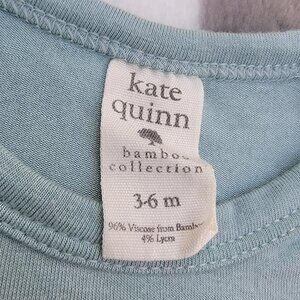 kate
quinn
bamboo
collection
3-6 m
96% Viscose from Bamboo
4% Lycra